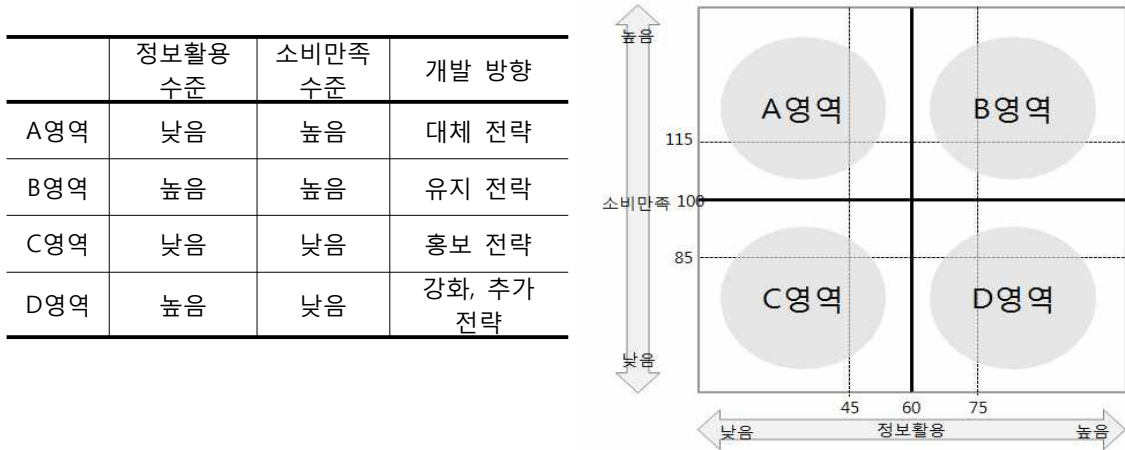 정보활용 수준
소비만족 수준
개발 방향
A영역 낮음 높음 대체 전략
B영역 높음 높음 유지 전락
C영역 낮음 낮음 홍보 전략
D영역 높음 낮음 강화, 추가 전략
높음
A영역 B영역
115
소비만족 100
85
C영역 D영역
낮음
45 60 75
낮음 정보활용 높음